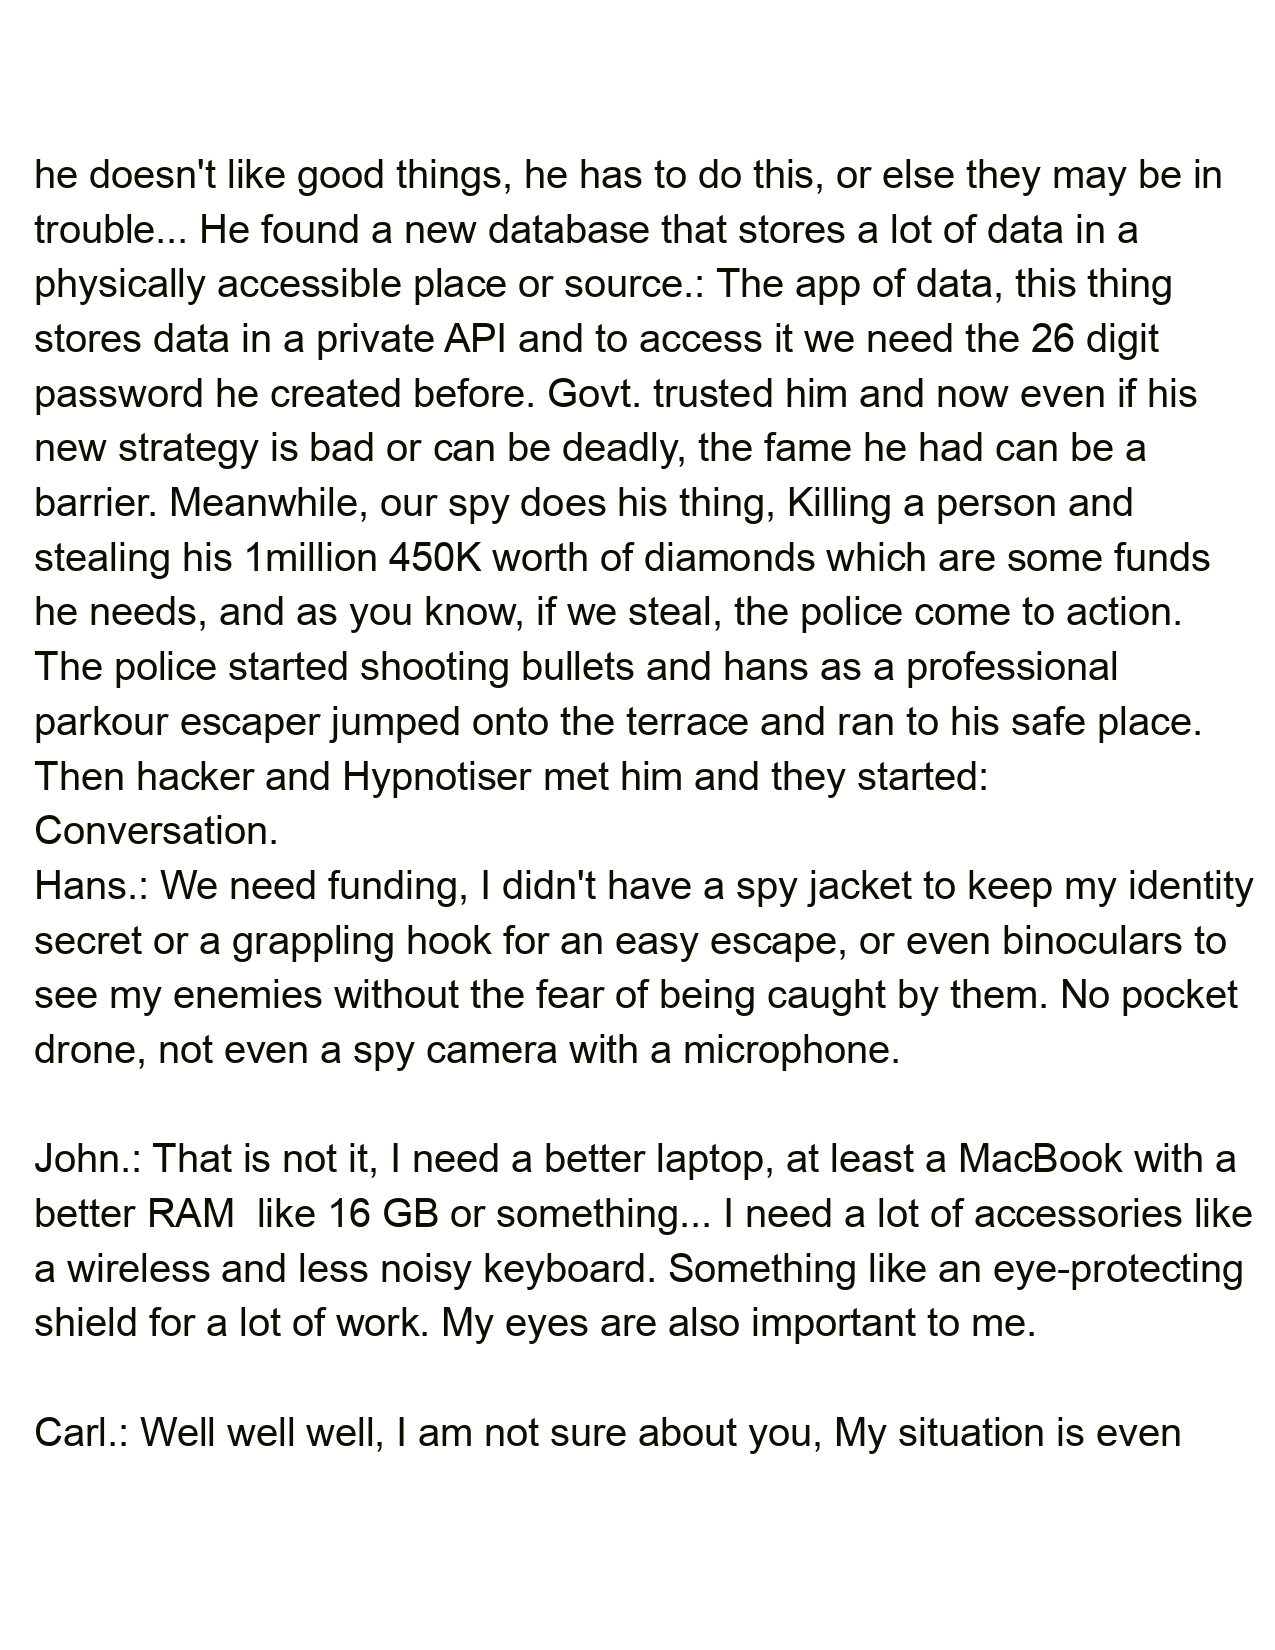 he doesn't like good things, he has to do this, or else they may be in
trouble... He found a new database that stores a lot of data in a
physically accessible place or source.: The app of data, this thing
stores data in a private API and to access it we need the 26 digit
password he created before. Govt. trusted him and now even if his
new strategy is bad or can be deadly, the fame he had can be a
barrier. Meanwhile, our spy does his thing, Killing a person and
stealing his 1million 450K worth of diamonds which are some funds
he needs, and as you know, if we steal, the police come to action.
The police started shooting bullets and hans as a professional
parkour escaper jumped onto the terrace and ran to his safe place.
Then hacker and Hypnotiser met him and they started:
Conversation.
Hans.: We need funding, I didn't have a spy jacket to keep my identity
secret or a grappling hook for an easy escape, or even binoculars to
see my enemies without the fear of being caught by them. No pocket
drone, not even a spy camera with a microphone.
John.: That is not it, I need a better laptop, at least a MacBook with a
better RAM  like 16 GB or something... I need a lot of accessories like
a wireless and less noisy keyboard. Something like an eye-protecting
shield for a lot of work. My eyes are also important to me.
Carl.: Well well well, I am not sure about you, My situation is even